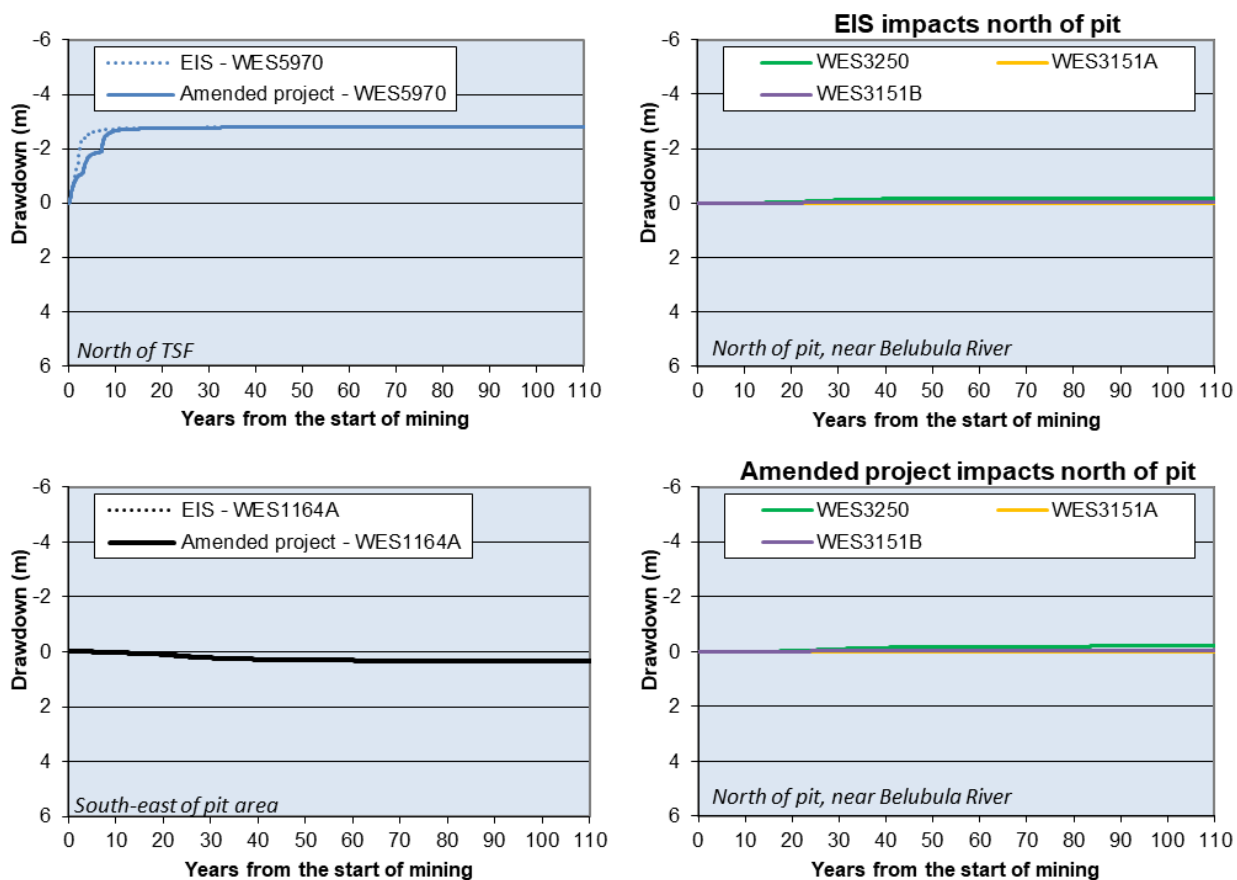 -6
-4
-2
0
2
4
6
Drawdown (m)
EIS - WES5970
Amended project - WES5970
North of TSF
0 10 20 30 40 50 60 70 80 90 100 110
Years from the start of mining
EIS impacts north of pit
-6
-4
-2
0
2
4
6
Drawdown (m)
WES3250 WES3151A
WES3151B
North of pit, near Belubula River
0 10 20 30 40 50 60 70 80 90 100 110
Years from the start of mining
-6
-4
-2
0
2
4
6
Drawdown (m)
EIS - WES1164A
Amended project - WES1164A
South-east of pit area
0 10 20 30 40 50 60 70 80 90 100 110
Years from the start of mining
Amended project impacts north of pit
-6
-4
-2
0
2
4
6
Drawdown (m)
WES3250 WES3151A
WES3151B
North of pit, near Belubula River
0 10 20 30 40 50 60 70 80 90 100 110
Years from the start of mining